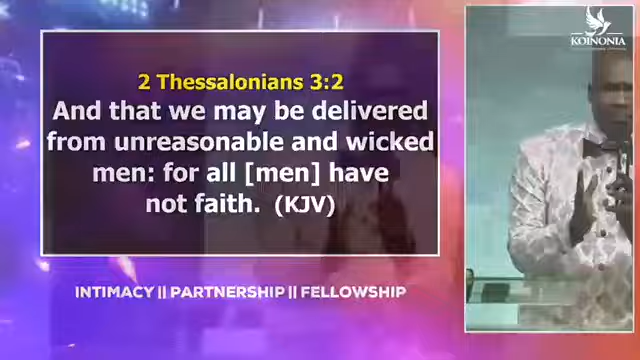 2 Thessalonians 3:2
And that we may be delivered
from unreasonable and wicked
men: for all [men] have
not faith. (KJV)
INTIMACY || PARTNERSHIP || FELLOWSHIP
KOINONIA